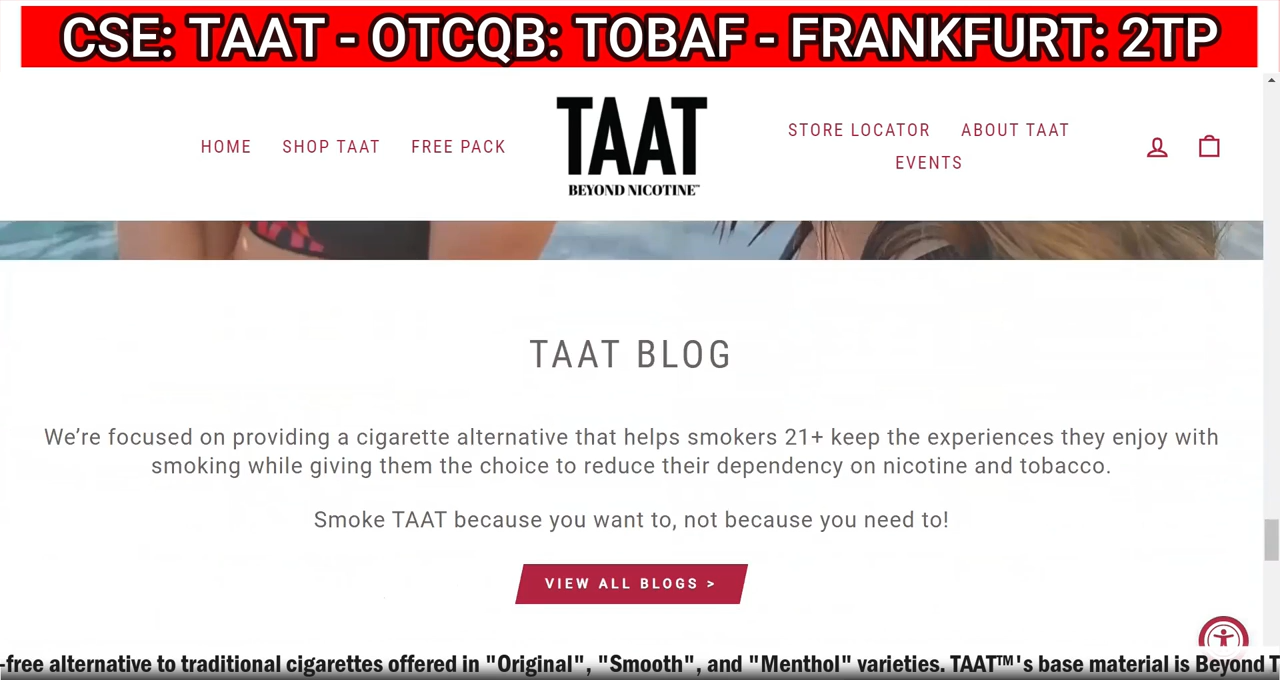 CSE: TAAT - OTCQB: TOBAF - FRANKFURT: 2TP
HOME SHOP TAAT FREE PACK
TAAT
BEYOND NICOTINE™
STORE LOCATOR ABOUT TAAT
EVENTS
TAAT BLOG
We’re focused on providing a cigarette alternative that helps smokers 21+ keep the experiences they enjoy with
smoking while giving them the choice to reduce their dependency on nicotine and tobacco.
Smoke TAAT because you want to, not because you need to!
VIEW ALL BLOGS >
-free alternative to traditional cigarettes offered in "Original", "Smooth", and "Menthol" varieties. TAAT™'s base material is Beyond T